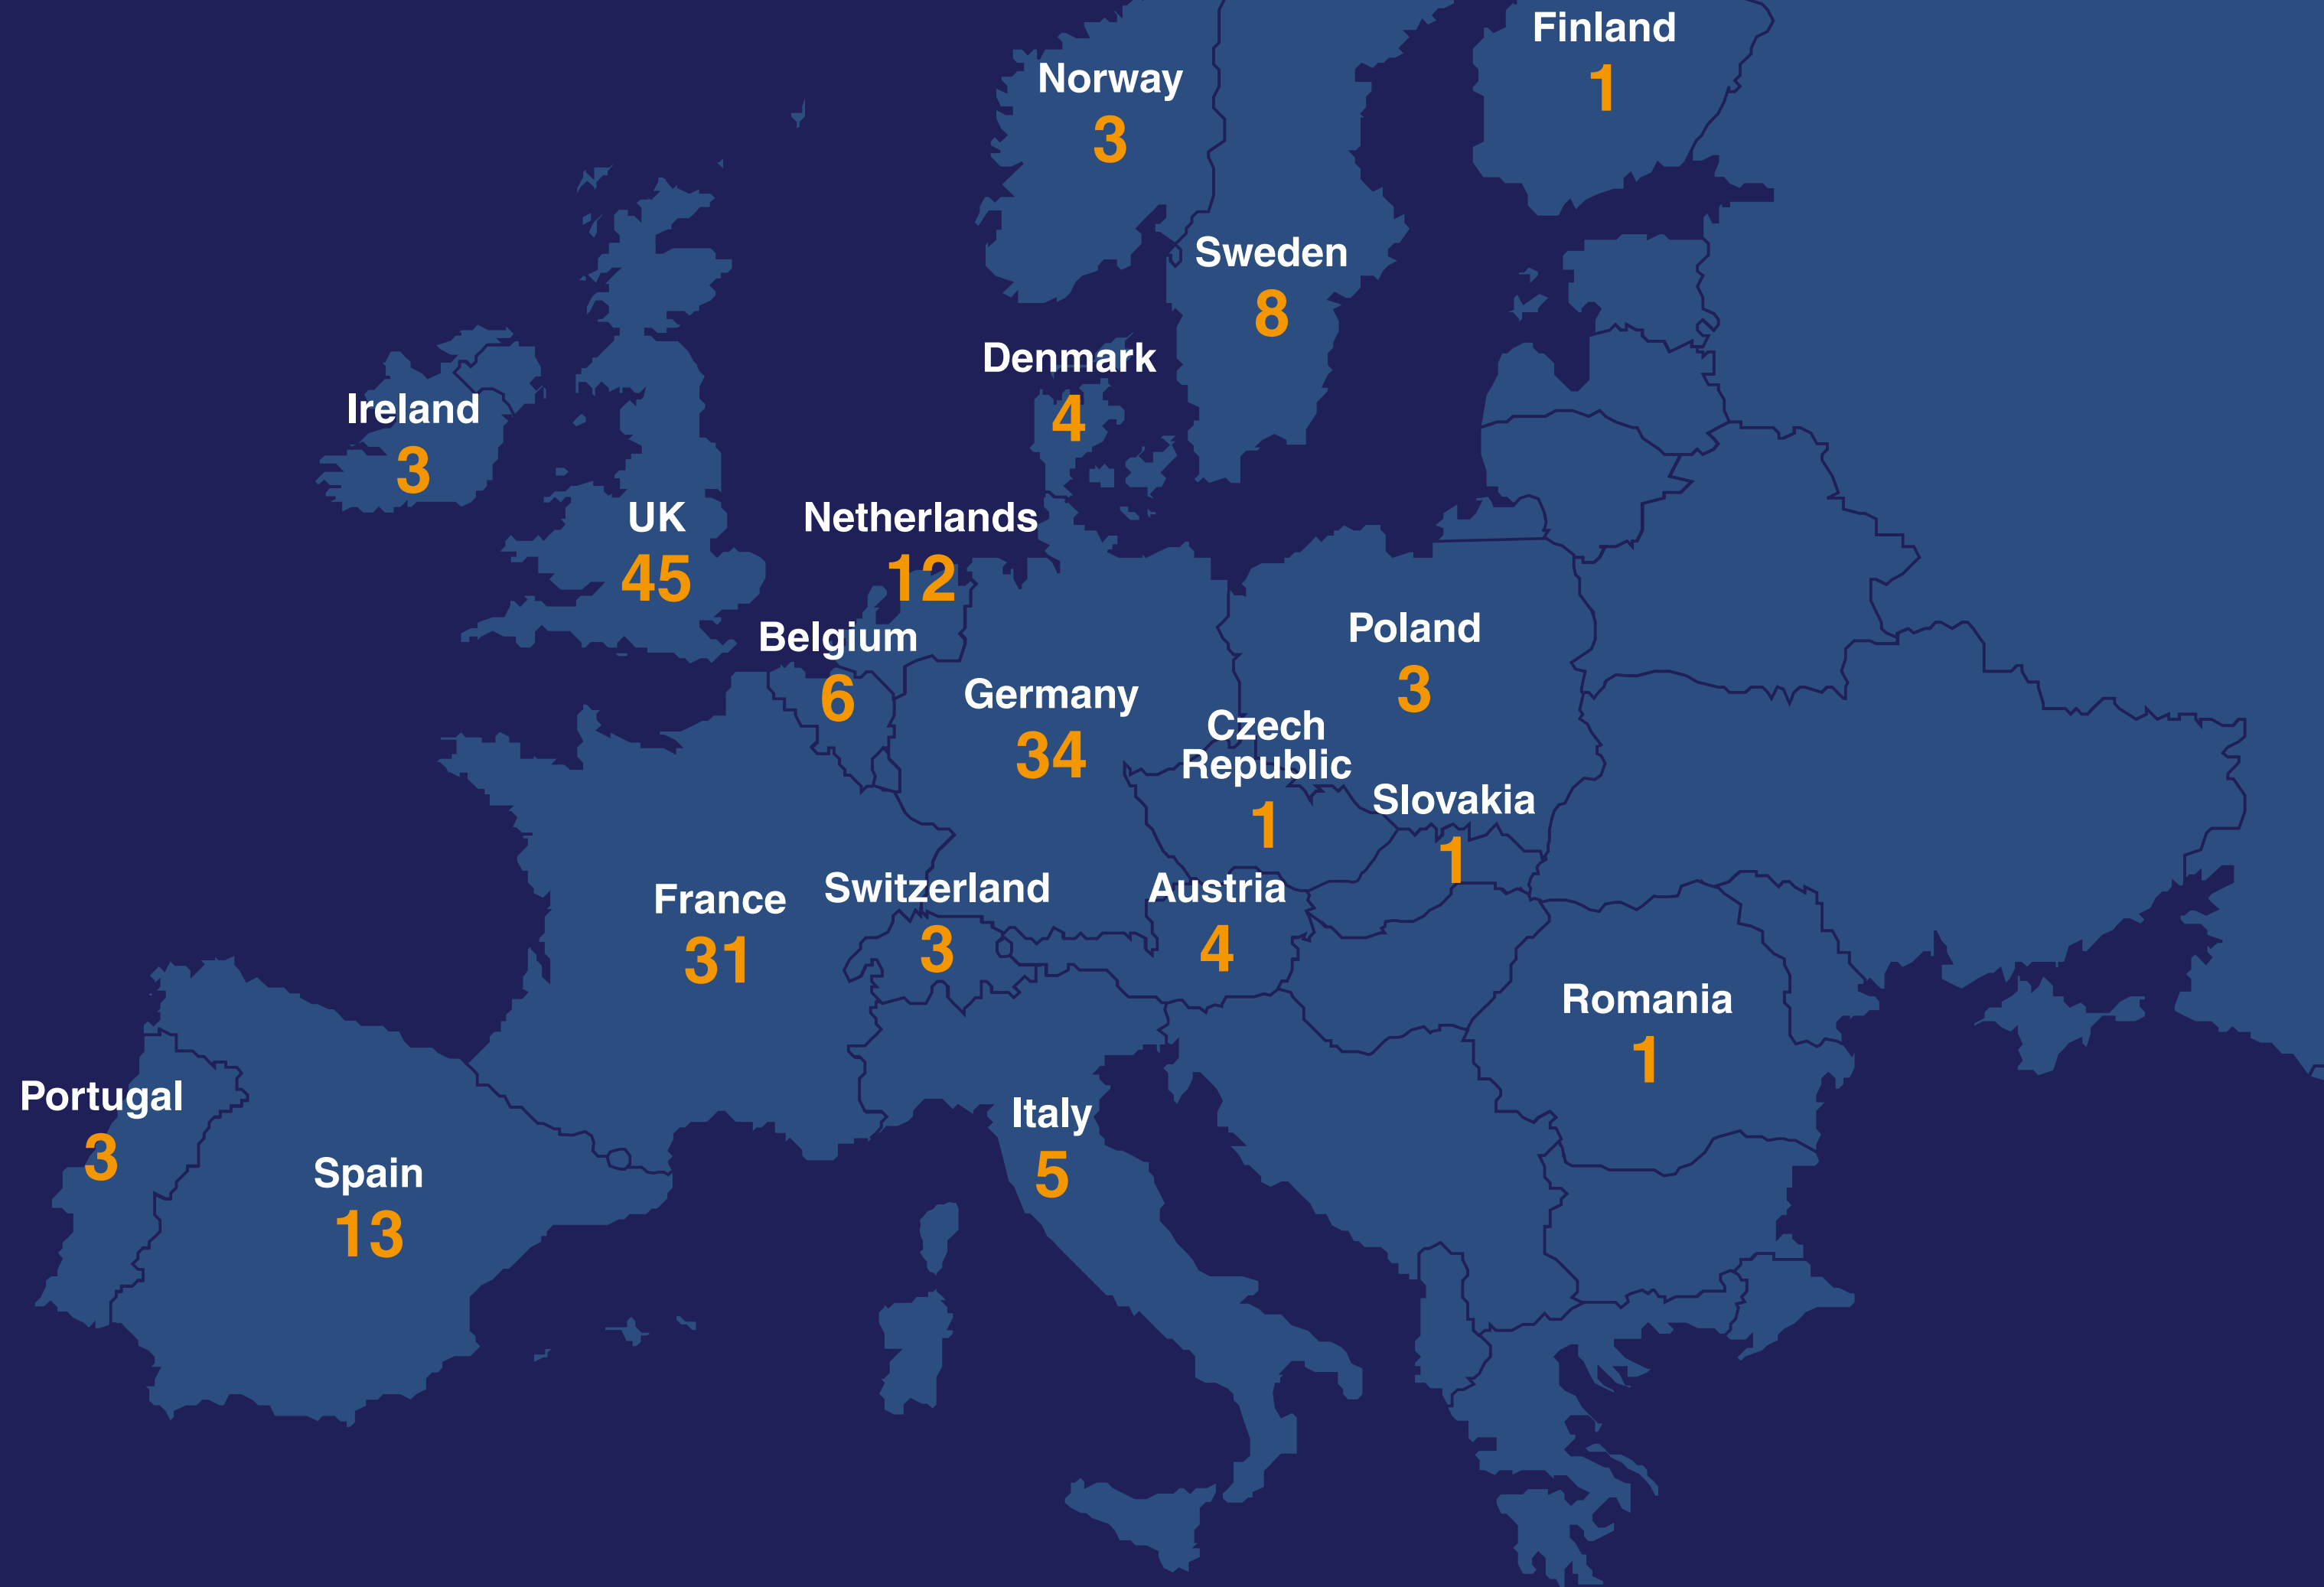 Finland
1
Norway
3
Sweden
8
Denmark
4
Ireland
3
UK
45
Netherlands
12
Belgium
6
Germany
34
Poland
3
Czech
Republic
1
Slovakia
1
France
31
Switzerland
3
Austria
4
Romania
1
Portugal
3
Spain
13
Italy
5